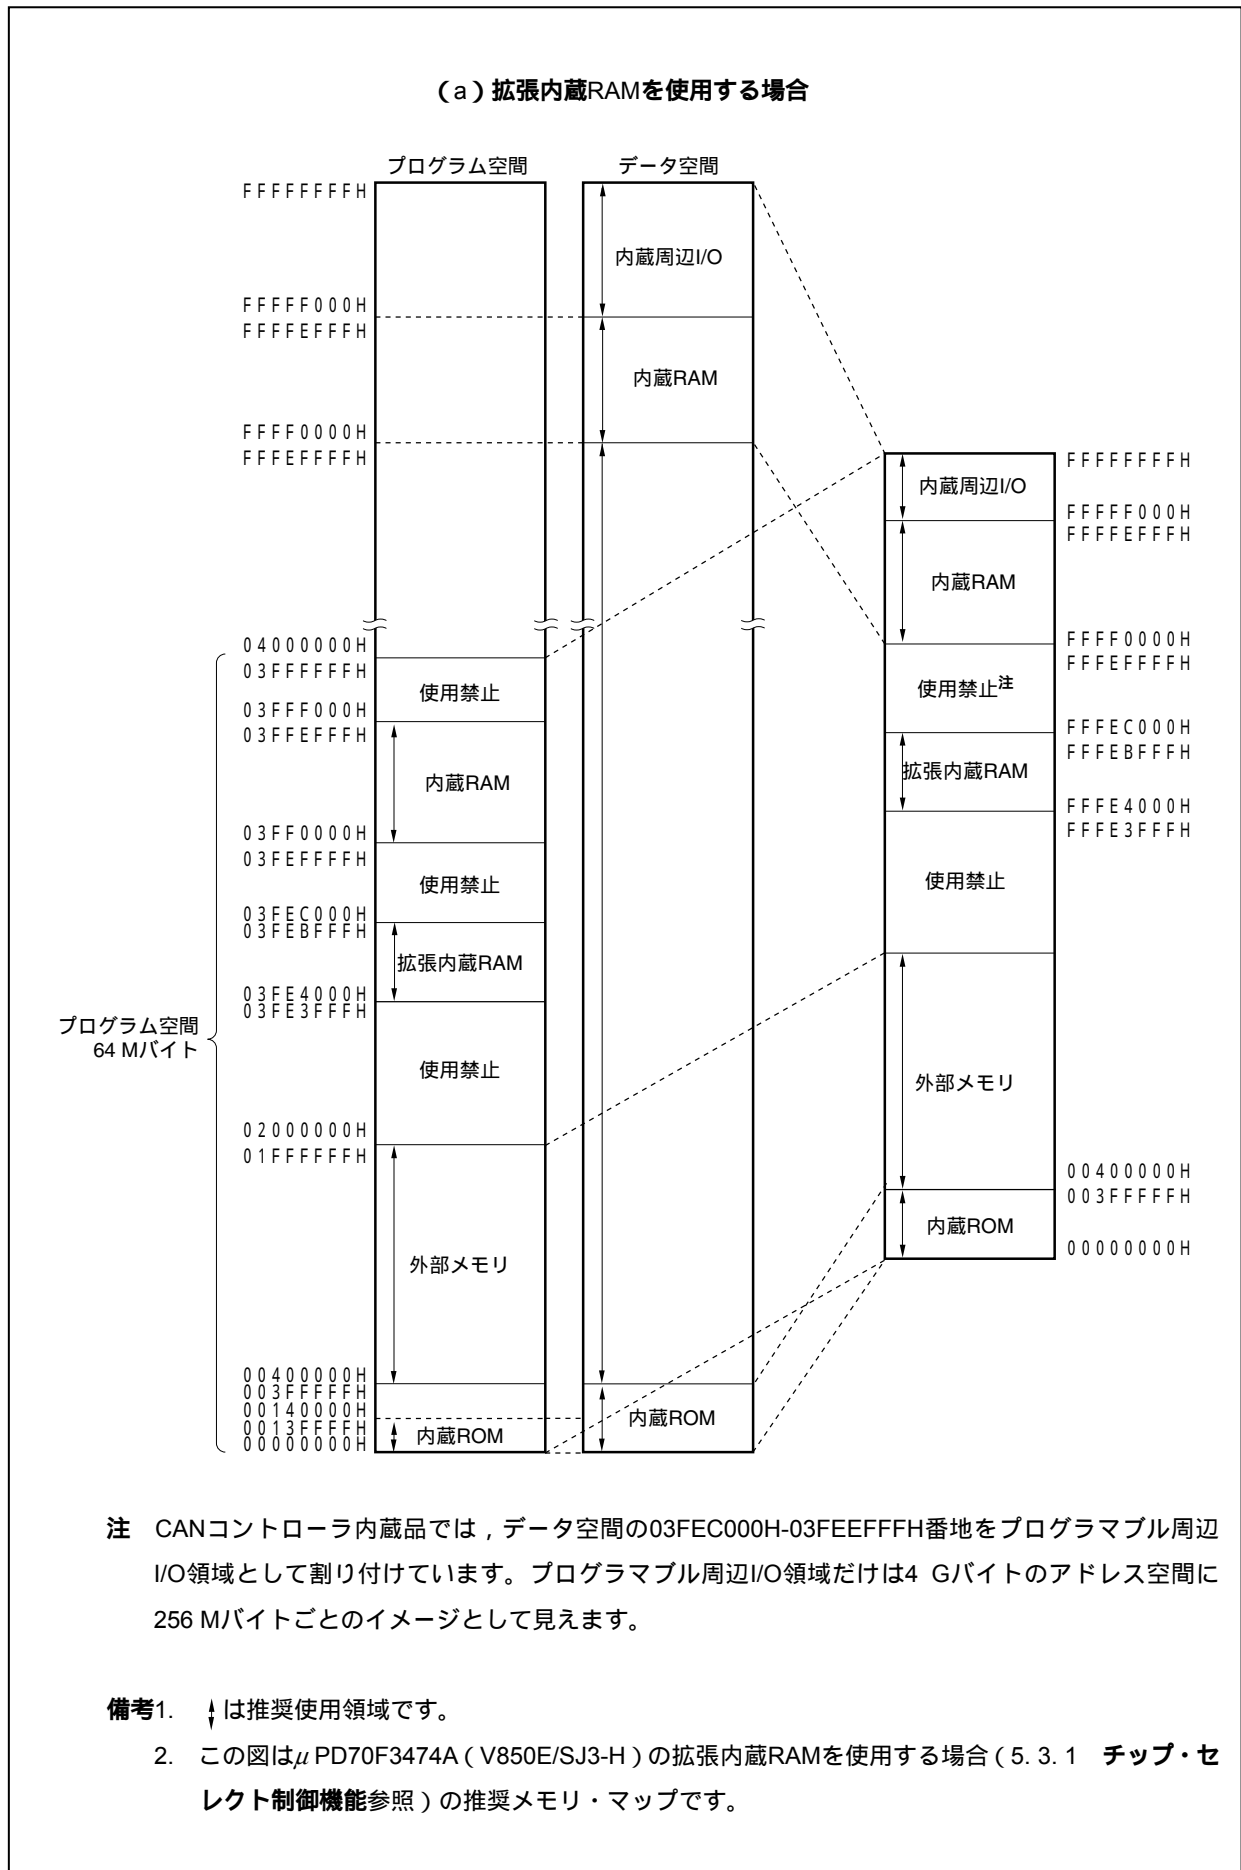 (a)拡張内蔵RAMを使用する場合
プログラム空間
データ空間
FFFFFFFFH
内蔵周辺I/O
FFFFF000H
FFFFEFFFH
内蔵RAM
FFFF0000H
FFFEFFFFH
04000000H
03FFFFFFH
使用禁止
03FFF000H
03FFEFFFH
内蔵RAM
03FF0000H
03FEFFFFH
使用禁止
03FEC000H
03FEBFFFH
拡張内蔵RAM
03FE4000H
03FE3FFFH
プログラム空間
64 Mバイト
使用禁止
02000000H
01FFFFFFH
外部メモリ
00400000H
003FFFFFH
00140000H
0013FFFFH
00000000H
内蔵ROM
内蔵ROM
内蔵周辺I/O
FFFFFFFFH
FFFFF000H
FFFFEFFFH
内蔵RAM
FFFF0000H
FFFEFFFFH
使用禁止注
FFFEC000H
FFFEBFFFH
拡張内蔵RAM
FFFE4000H
FFFE3FFFH
使用禁止
外部メモリ
00400000H
003FFFFFH
内蔵ROM
00000000H
注 CANコントローラ内蔵品では,データ空間の03FEC000H-03FEEFFFH番地をプログラマブル周辺
I/O領域として割り付けています。プログラマブル周辺I/O領域だけは4 Gバイトのアドレス空間に
256 Mバイトごとのイメージとして見えます。
備考1. は推奨使用領域です。
2. この図はμPD70F3474A(V850E/SJ3-H)の拡張内蔵RAMを使用する場合(5. 3. 1 チップ・セ
レクト制御機能参照)の推奨メモリ・マップです。